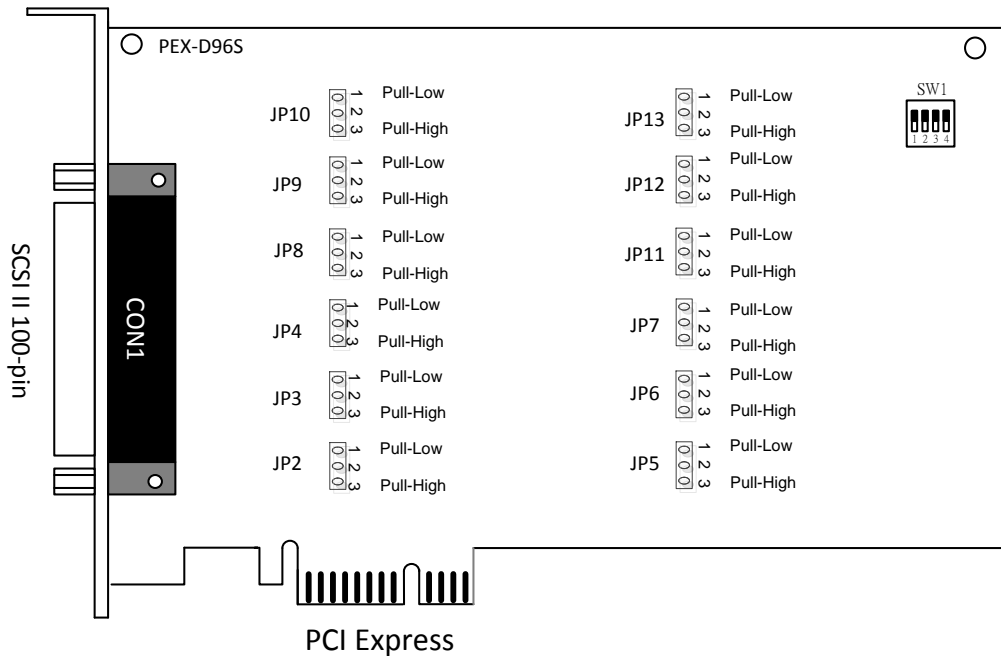 PEX-D96S
SW1
1 2 3 4
JP10
1 Pull-Low
2
3 Pull-High
JP9
1 Pull-Low
2
3 Pull-High
JP8
1 Pull-Low
2
3 Pull-High
JP4
1 Pull-Low
2
3 Pull-High
JP3
1 Pull-Low
2
3 Pull-High
JP2
1 Pull-Low
2
3 Pull-High
JP13
1 Pull-Low
2
3 Pull-High
JP12
1 Pull-Low
2
3 Pull-High
JP11
1 Pull-Low
2
3 Pull-High
JP7
1 Pull-Low
2
3 Pull-High
JP6
1 Pull-Low
2
3 Pull-High
JP5
1 Pull-Low
2
3 Pull-High
SCSI II 100-pin
CON1
PCI Express